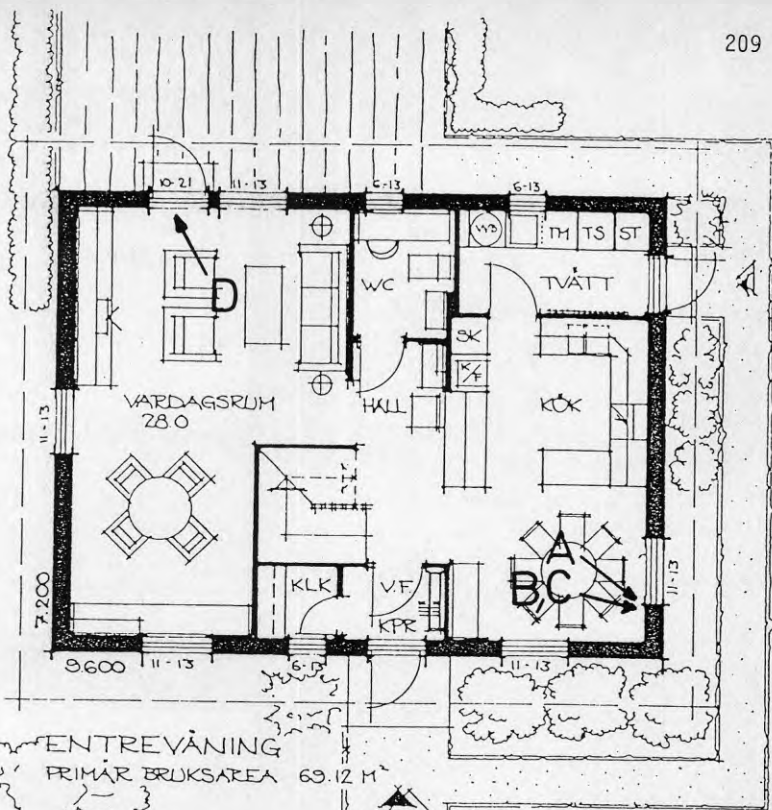 209
10-21 11-13 6-13 6-13
VVB TM TS ST
WC TVÄTT
D
SK
K/F
VARDAGSRUM HALL KÖK
28.0
11-13
A
B, C
11-13
KLK V.F.
KPR
7.200
9.600 11-13 6-13 11-13
ENTREVÅNING
PRIMÄR BRUKSAREA 69.12 M²